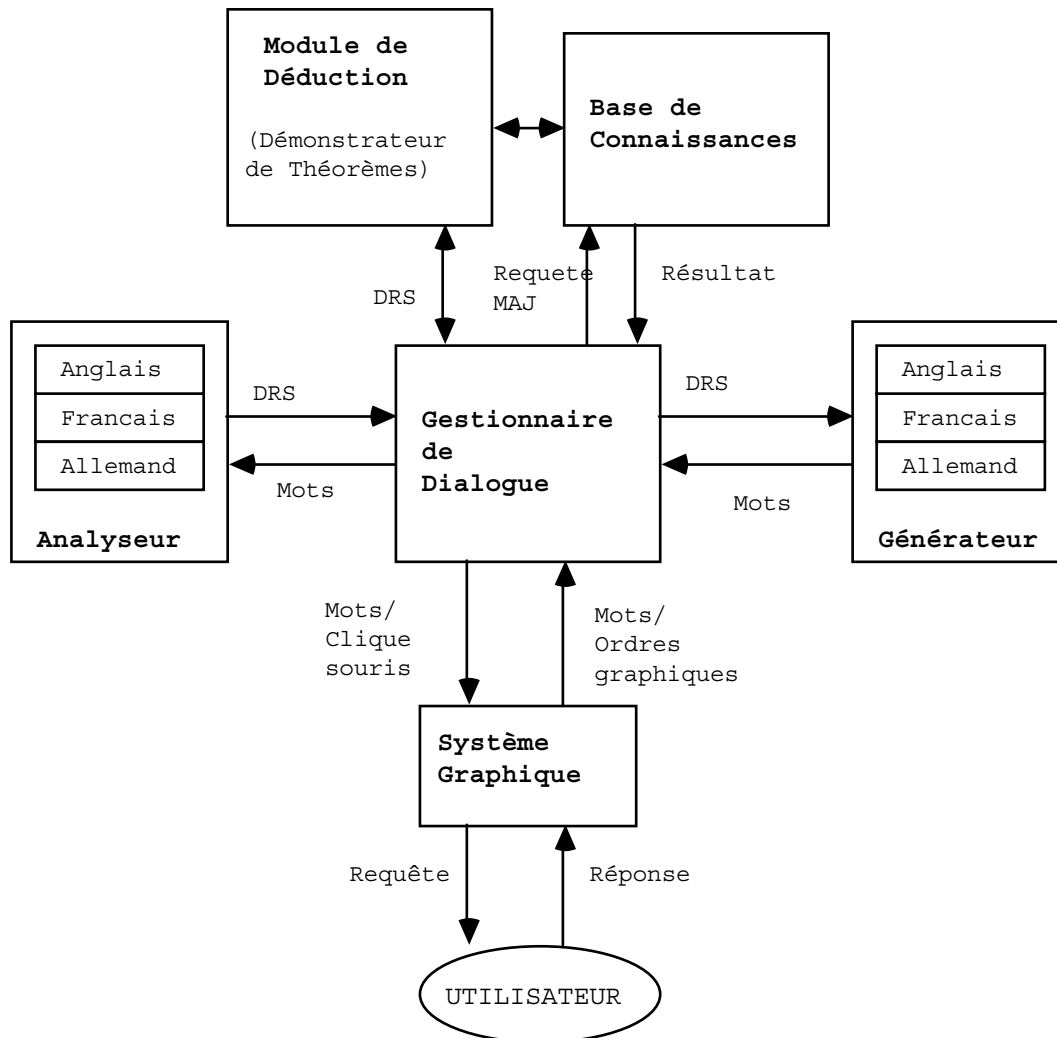 Module de
Déduction
(Démonstrateur
de Théorèmes)
Base de
Connaissances
DRS
Requete
MAJ
Résultat
Anglais
Francais
Allemand
Analyseur
DRS
Mots
Gestionnaire
de
Dialogue
DRS
Mots
Anglais
Francais
Allemand
Générateur
Mots/
Clique
souris
Mots/
Ordres
graphiques
Système
Graphique
Requête
Réponse
UTILISATEUR